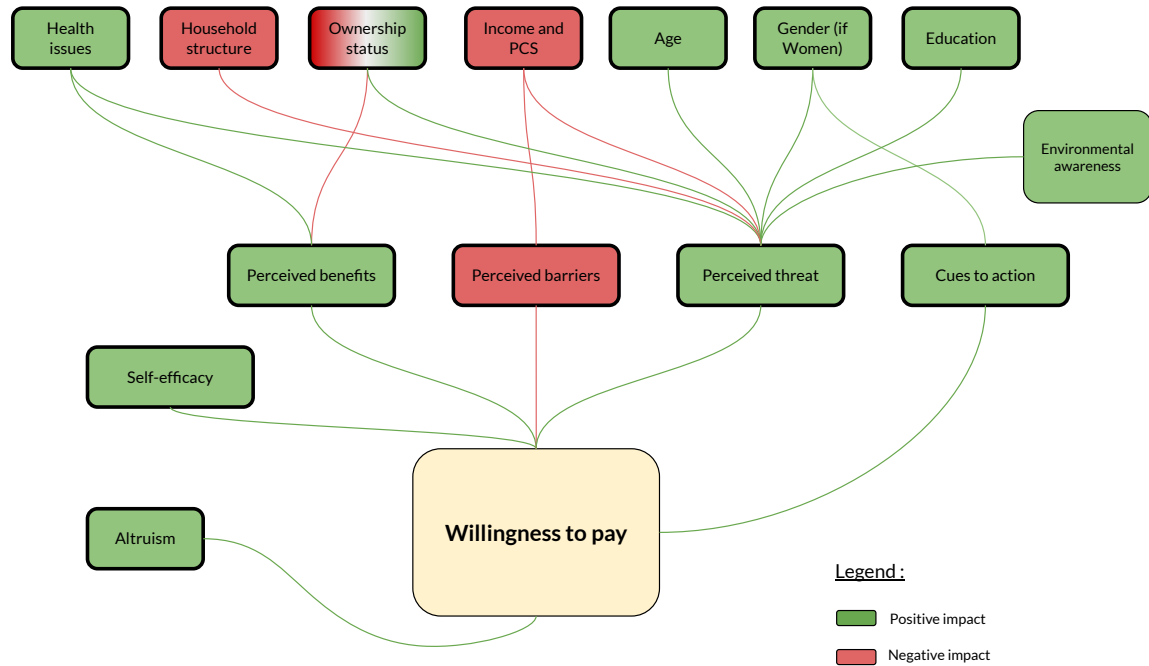 Health
issues
Household
structure
Ownership
status
Income and
PCS
Age
Gender (if
Women)
Education
Environmental
awareness
Perceived benefits
Perceived barriers
Perceived threat
Cues to action
Self-efficacy
Willingness to pay
Altruism
Legend :
Positive impact
Negative impact